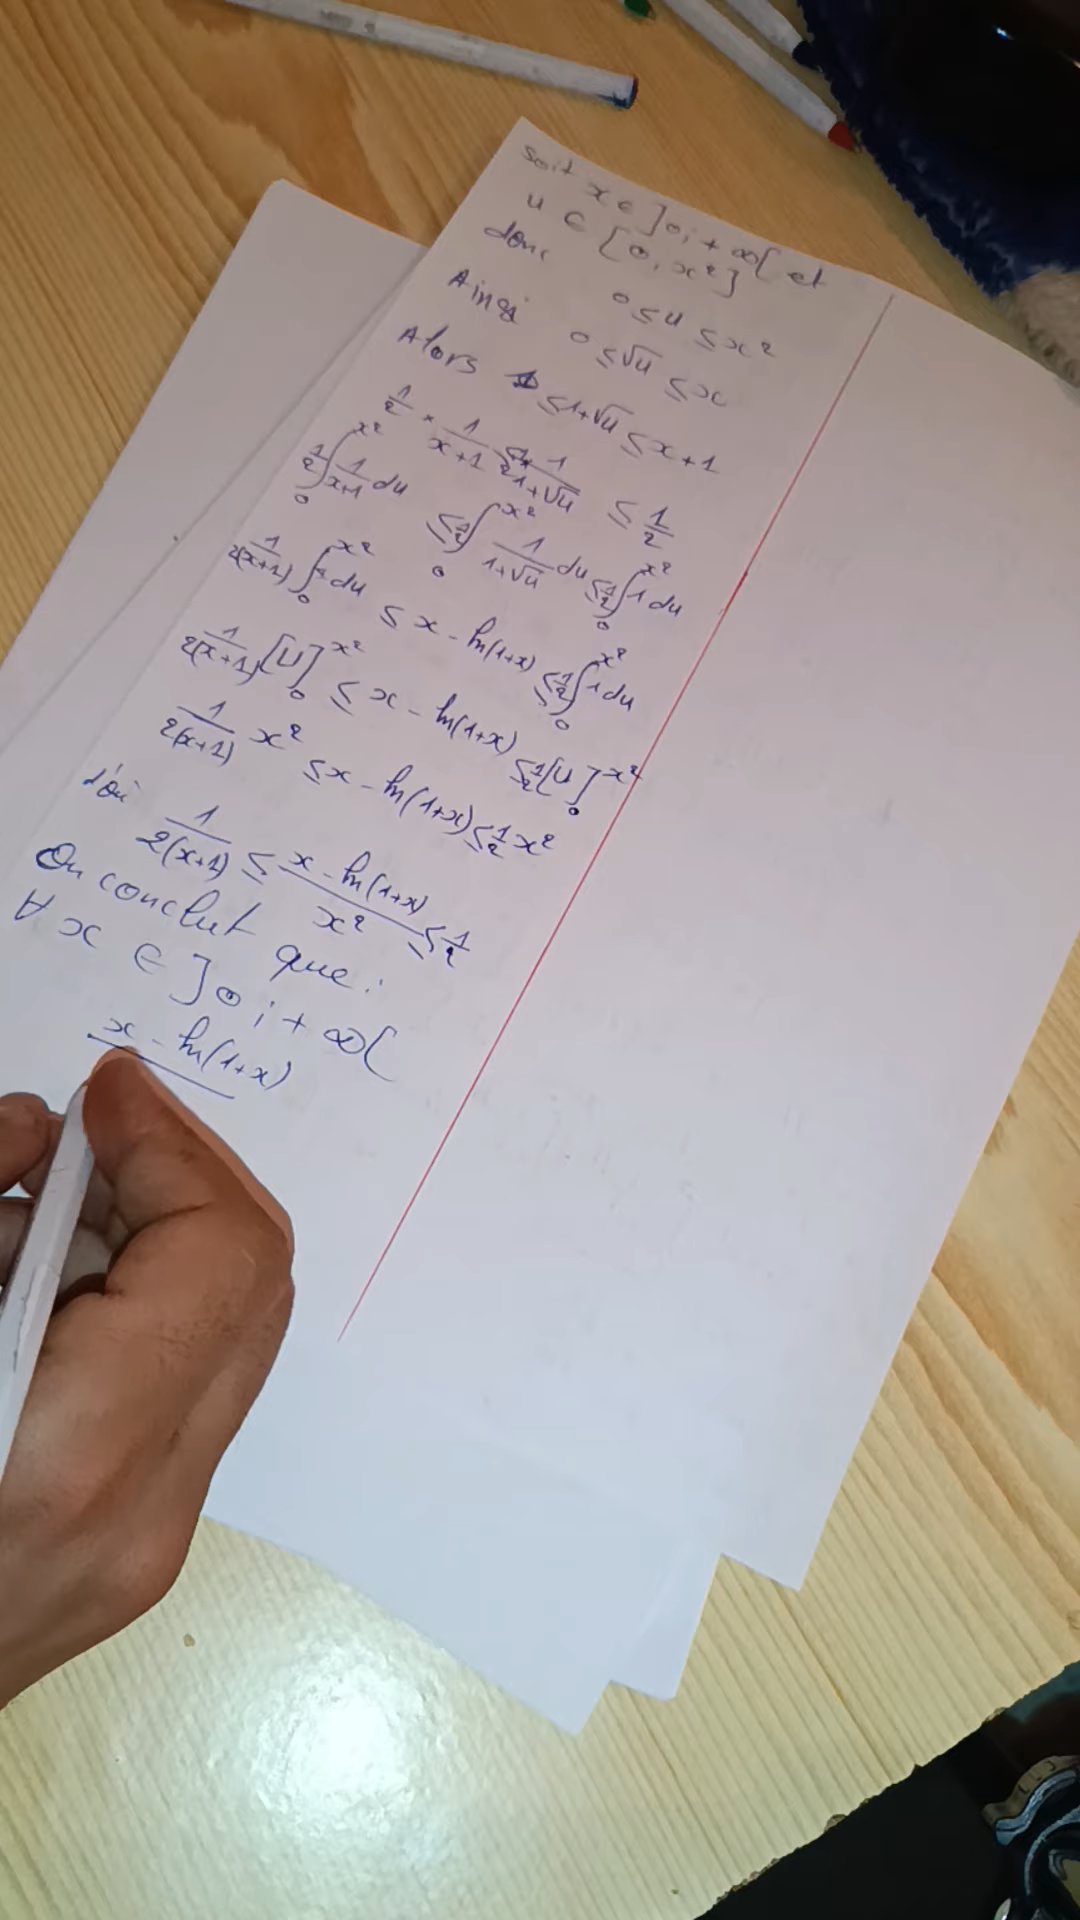 soit x ∈ ]0; +∞[ et
u ∈ [0, x²]
donc 0 ≤ u ≤ x²
Ainsi 0 ≤ √u ≤ x
Alors 1 ≤ 1+√u ≤ x+1
1/2 × 1/(x+1) ≤ 1/2 × 1/(1+√u) ≤ 1/2
1/2 ∫₀^{x²} 1/(x+1) du ≤ 1/2 ∫₀^{x²} 1/(1+√u) du ≤ 1/2 ∫₀^{x²} 1 du
1/(2(x+1)) ∫₀^{x²} 1 du ≤ x - ln(1+x) ≤ 1/2 ∫₀^{x²} 1 du
1/(2(x+1)) [U]₀^{x²} ≤ x - ln(1+x) ≤ 1/2 [U]₀^{x²}
1/(2(x+1)) x² ≤ x - ln(1+x) ≤ 1/2 x²
d'où 1/(2(x+1)) ≤ (x - ln(1+x))/x² ≤ 1/2
On conclut que :
∀ x ∈ ]0; +∞[
x - ln(1+x)